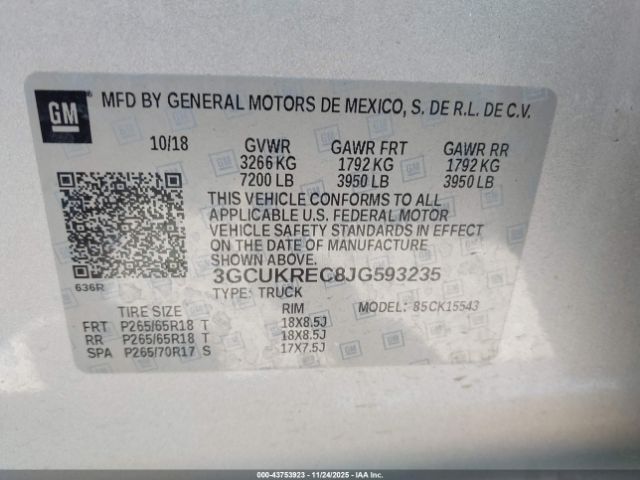 GM
MFD BY GENERAL MOTORS DE MEXICO, S. DE R.L. DE C.V.
10/18 GVWR GAWR FRT GAWR RR
3266 KG 1792 KG 1792 KG
7200 LB 3950 LB 3950 LB
THIS VEHICLE CONFORMS TO ALL
APPLICABLE U.S. FEDERAL MOTOR
VEHICLE SAFETY STANDARDS IN EFFECT
ON THE DATE OF MANUFACTURE
SHOWN ABOVE.
3GCUKREC8JG593235
636R TYPE: TRUCK
TIRE SIZE RIM MODEL: 85CK15543
FRT P265/65R18 T 18X8.5J
RR P265/65R18 T 18X8.5J
SPA P265/70R17 S 17X7.5J
000-43753923 - 11/24/2025 - IAAI.COM